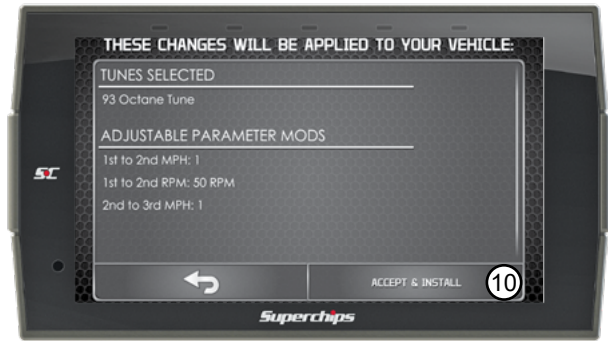 THESE CHANGES WILL BE APPLIED TO YOUR VEHICLE:
TUNES SELECTED
93 Octane Tune
ADJUSTABLE PARAMETER MODS
1st to 2nd MPH: 1
1st to 2nd RPM: 50 RPM
2nd to 3rd MPH: 1
SC
ACCEPT & INSTALL
10
Superchips